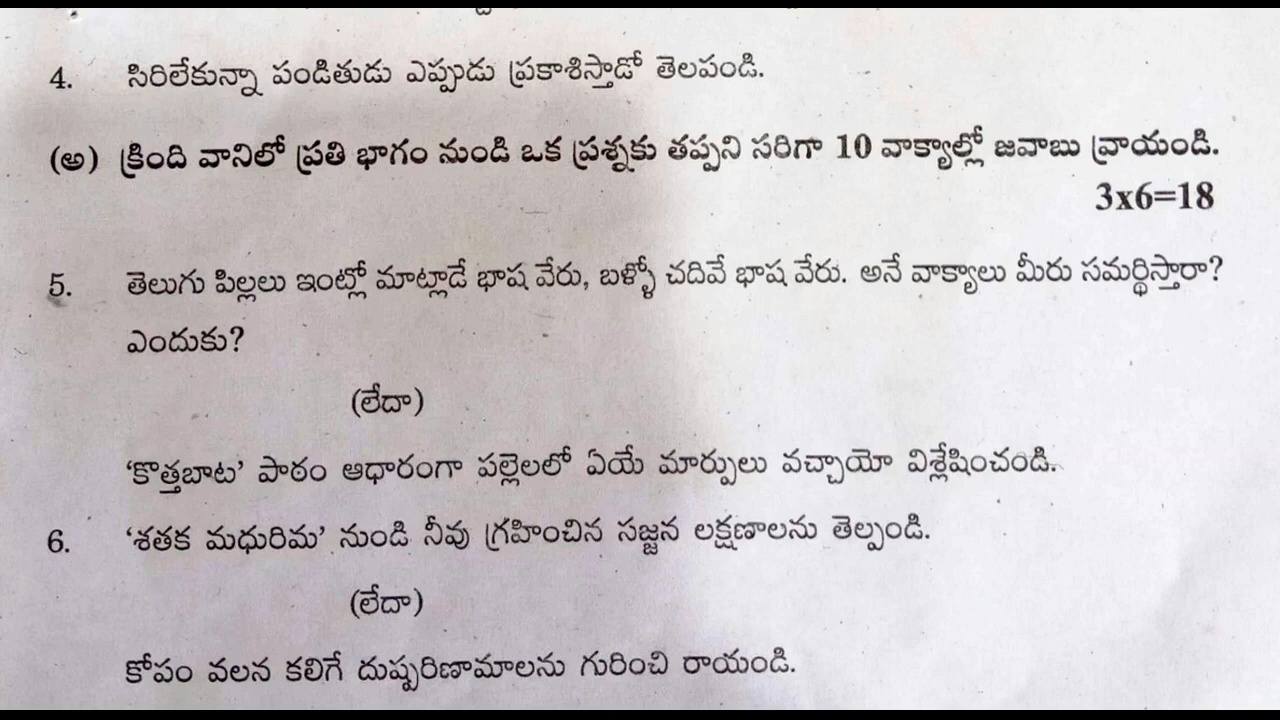 4. సిరిలేకున్నా పండితుడు ఎప్పుడు ప్రకాశిస్తాడో తెలపండి.
(అ) క్రింది వానిలో ప్రతి భాగం నుండి ఒక ప్రశ్నకు తప్పని సరిగా 10 వాక్యాల్లో జవాబు వ్రాయండి.
3x6=18
5. తెలుగు పిల్లలు ఇంట్లో మాట్లాడే భాష వేరు, బళ్ళో చదివే భాష వేరు. అనే వాక్యాలు మీరు సమర్థిస్తారా?
ఎందుకు?
(లేదా)
‘కొత్తబాట’ పాఠం ఆధారంగా పల్లెలలో ఏయే మార్పులు వచ్చాయో విశ్లేషించండి.
6. ‘శతక మధురిమ’ నుండి నీవు గ్రహించిన సజ్జన లక్షణాలను తెల్పండి.
(లేదా)
కోపం వలన కలిగే దుష్పరిణామాలను గురించి రాయండి.